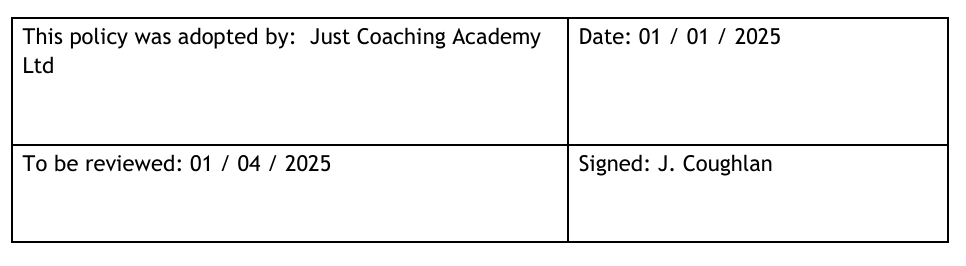 This policy was adopted by:  Just Coaching Academy
Ltd
Date: 01 / 01 / 2025
To be reviewed: 01 / 04 / 2025
Signed: J. Coughlan